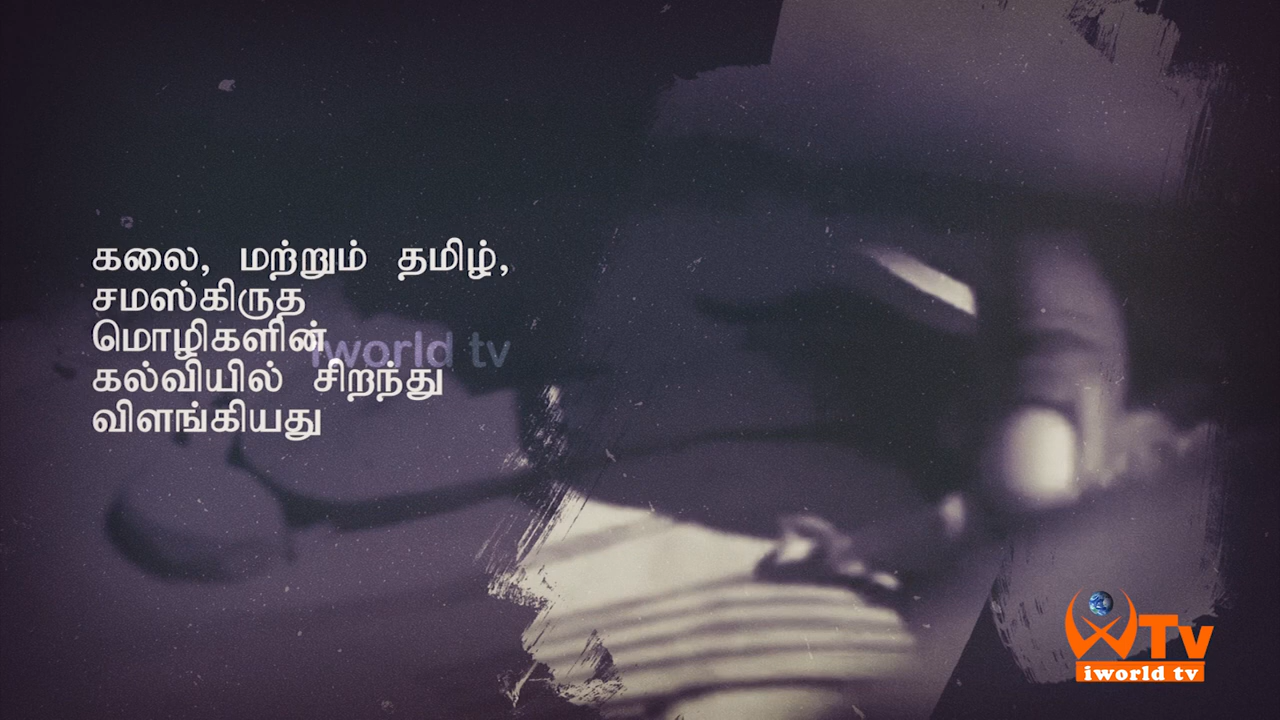 கலை, மற்றும் தமிழ்,
சமஸ்கிருத
மொழிகளின்
iworld tv
கல்வியில் சிறந்து
விளங்கியது
Tv
iworld tv